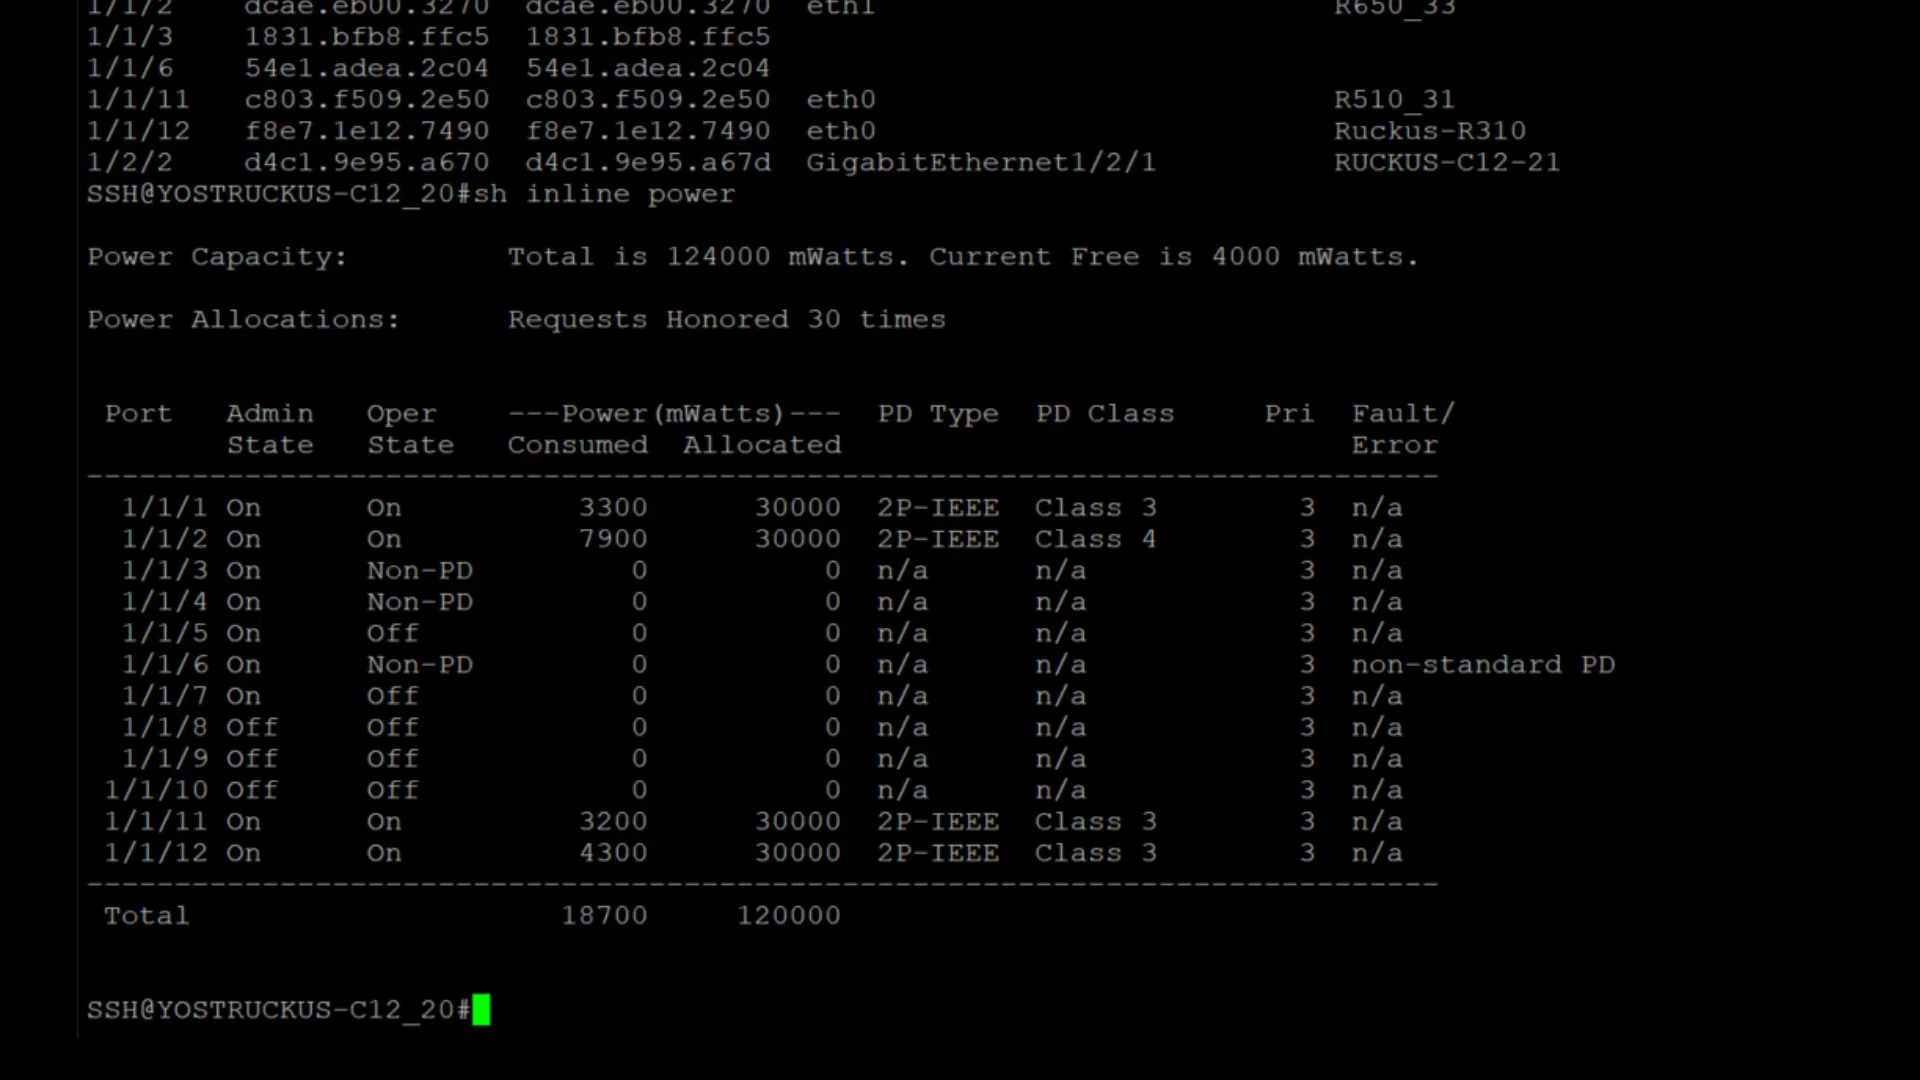 1/1/2    dcae.eb00.3270  dcae.eb00.3270  eth1                          R650_33
1/1/3    1831.bfb8.ffc5  1831.bfb8.ffc5
1/1/6    54e1.adea.2c04  54e1.adea.2c04
1/1/11   c803.f509.2e50  c803.f509.2e50  eth0                          R510_31
1/1/12   f8e7.1e12.7490  f8e7.1e12.7490  eth0                          Ruckus-R310
1/2/2    d4c1.9e95.a670  d4c1.9e95.a67d  GigabitEthernet1/2/1          RUCKUS-C12-21
SSH@YOSTRUCKUS-C12_20#sh inline power
Power Capacity:         Total is 124000 mWatts. Current Free is 4000 mWatts.
Power Allocations:      Requests Honored 30 times
 Port   Admin   Oper    ---Power(mWatts)---  PD Type  PD Class     Pri  Fault/
        State   State   Consumed  Allocated                             Error
-----------------------------------------------------------------------------
  1/1/1 On      On          3300      30000  2P-IEEE  Class 3        3  n/a
  1/1/2 On      On          7900      30000  2P-IEEE  Class 4        3  n/a
  1/1/3 On      Non-PD         0          0  n/a      n/a            3  n/a
  1/1/4 On      Non-PD         0          0  n/a      n/a            3  n/a
  1/1/5 On      Off            0          0  n/a      n/a            3  n/a
  1/1/6 On      Non-PD         0          0  n/a      n/a            3  non-standard PD
  1/1/7 On      Off            0          0  n/a      n/a            3  n/a
  1/1/8 Off     Off            0          0  n/a      n/a            3  n/a
  1/1/9 Off     Off            0          0  n/a      n/a            3  n/a
 1/1/10 Off     Off            0          0  n/a      n/a            3  n/a
 1/1/11 On      On          3200      30000  2P-IEEE  Class 3        3  n/a
 1/1/12 On      On          4300      30000  2P-IEEE  Class 3        3  n/a
-----------------------------------------------------------------------------
 Total                     18700     120000
SSH@YOSTRUCKUS-C12_20#